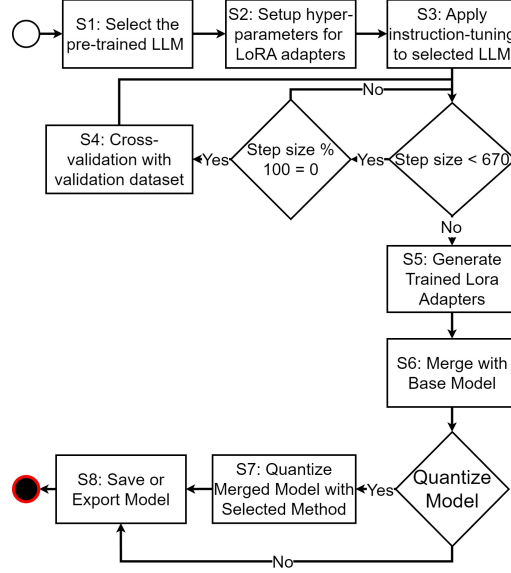 S1: Select the
pre-trained LLM
S2: Setup hyper-
parameters for
LoRA adapters
S3: Apply
instruction-tuning
to selected LLM
No
S4: Cross-
validation with
validation dataset
Yes
Step size %
100 = 0
Yes
Step size < 670
No
S5: Generate
Trained Lora
Adapters
S6: Merge with
Base Model
S8: Save or
Export Model
S7: Quantize
Merged Model with
Selected Method
Yes
Quantize
Model
No